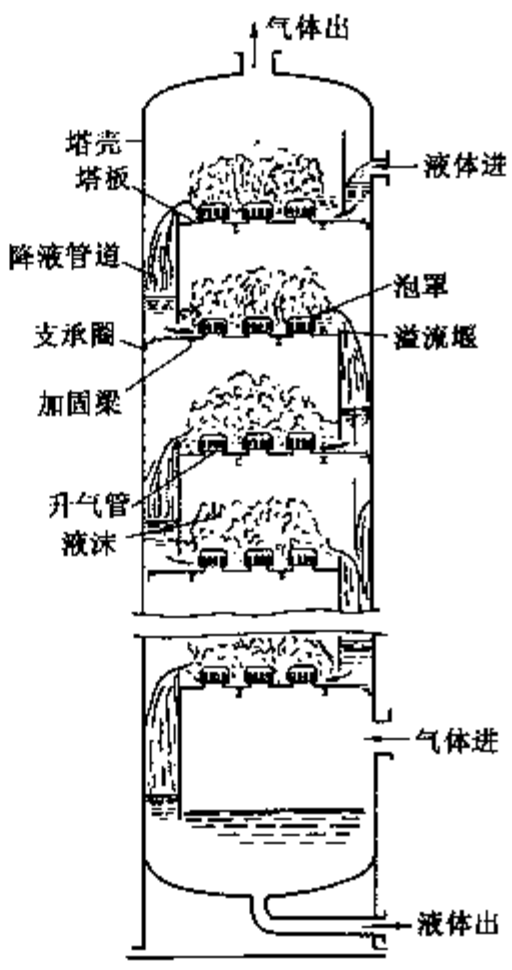 气体出
塔壳
液体进
塔板
降液管道
泡罩
支承圈
溢流堰
加固梁
升气管
液沫
气体进
液体出